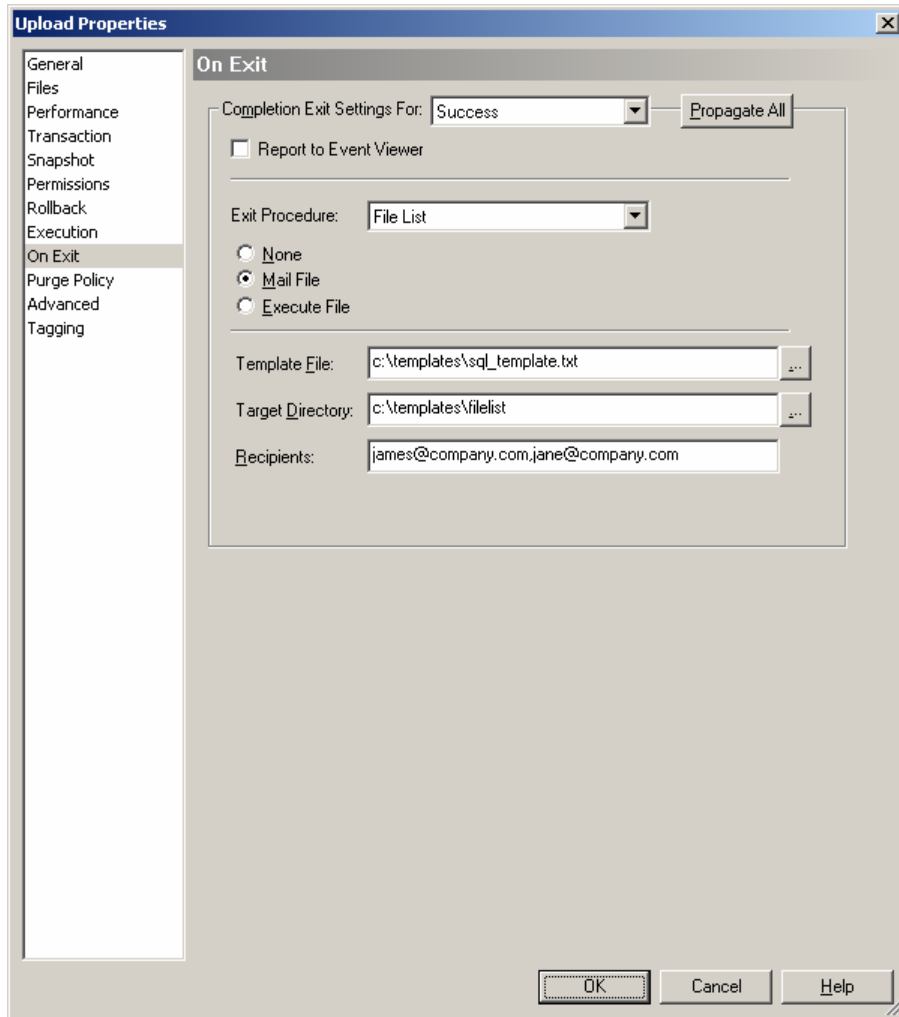 Upload Properties
General
Files
Performance
Transaction
Snapshot
Permissions
Rollback
Execution
On Exit
Purge Policy
Advanced
Tagging
On Exit
Completion Exit Settings For: Success Propagate All
Report to Event Viewer
Exit Procedure: File List
None
Mail File
Execute File
Template File: c:\templates\sql_template.txt ...
Target Directory: c:\templates\filelist ...
Recipients: james@company.com,jane@company.com
OK Cancel Help